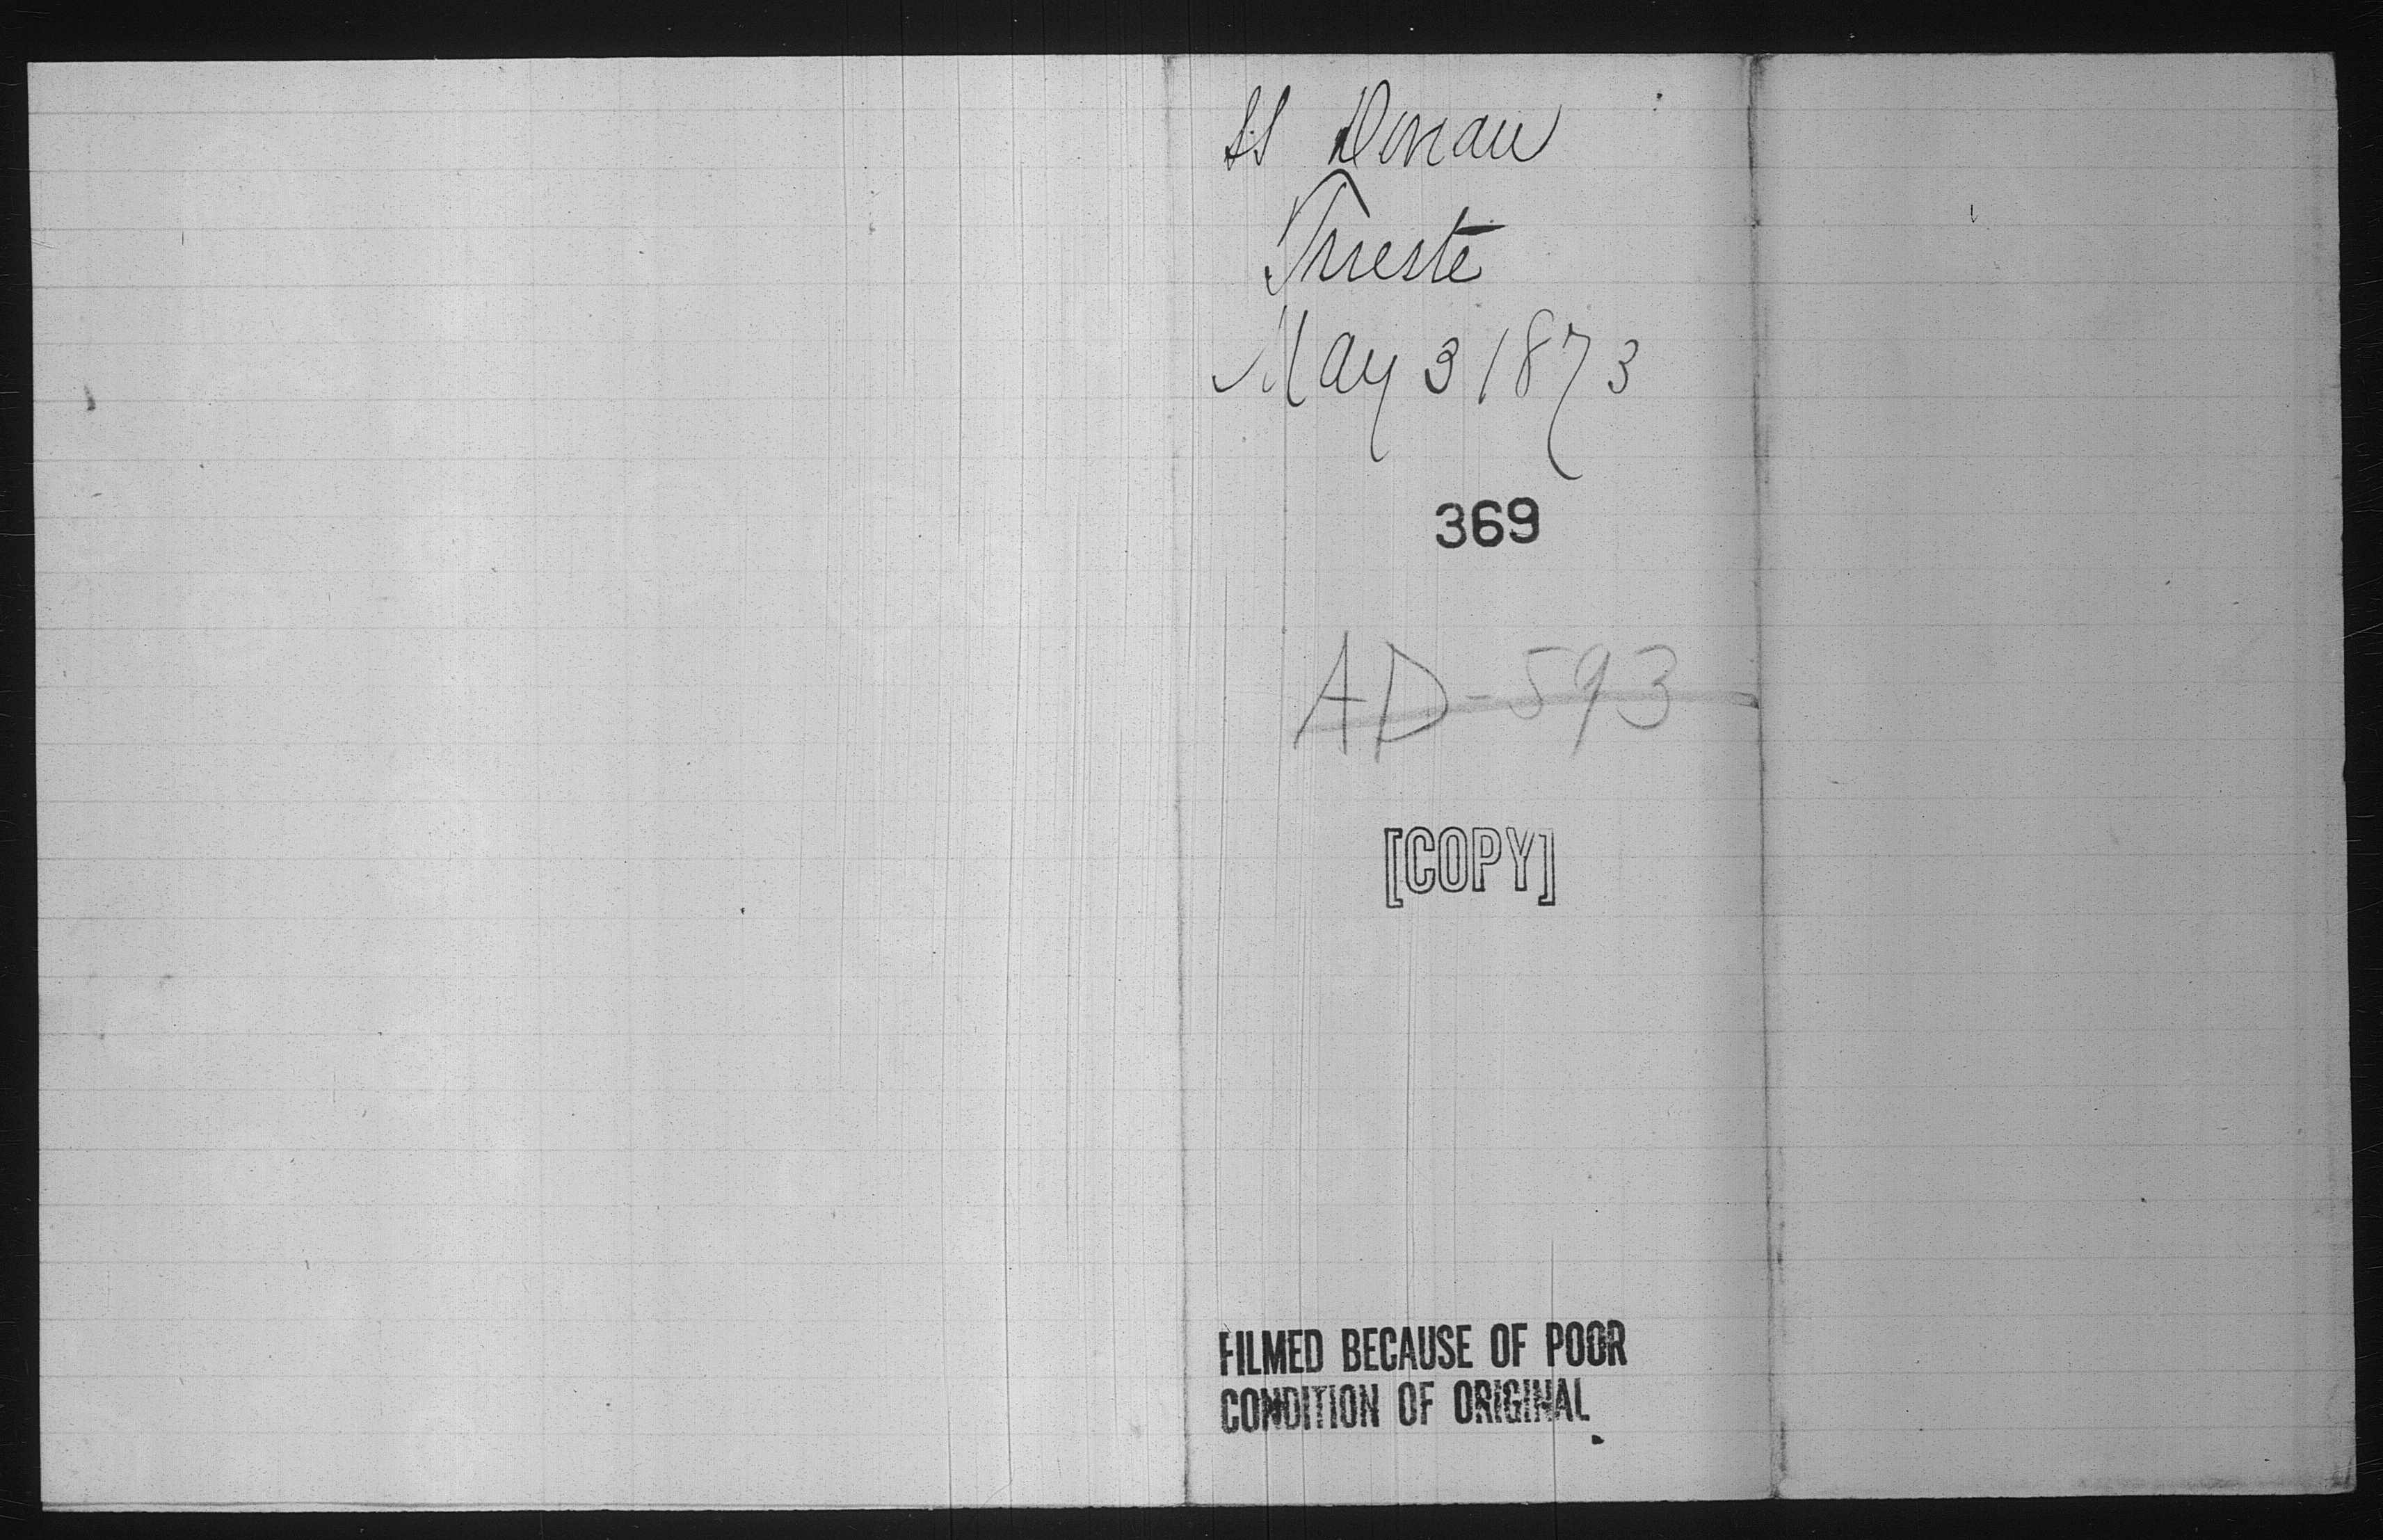 SS Donau
Trieste
May 3 1873
369
AD-593
[COPY]
FILMED BECAUSE OF POOR
CONDITION OF ORIGINAL